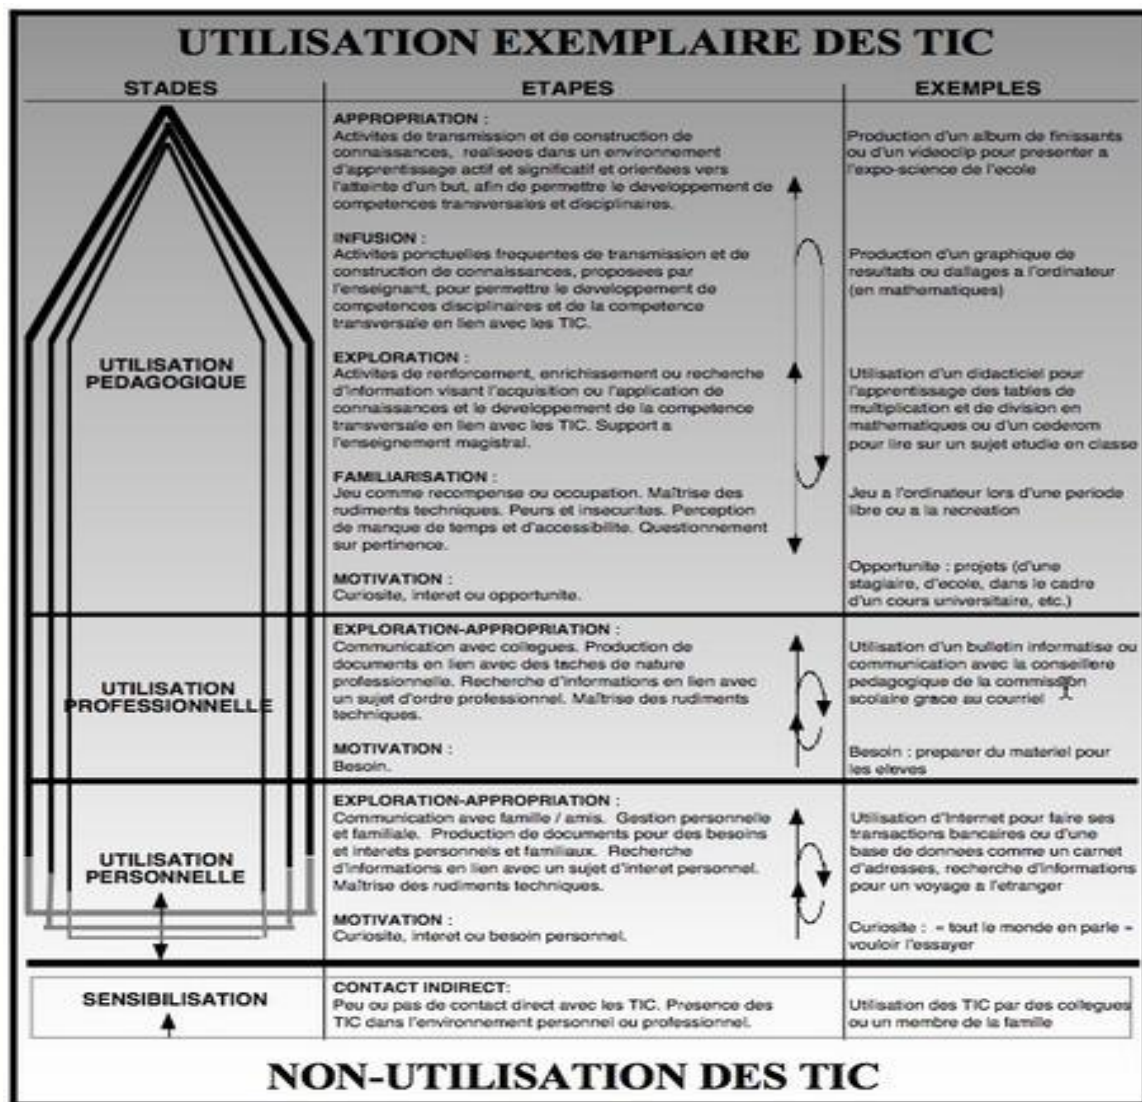 UTILISATION EXEMPLAIRE DES TIC
STADES
ETAPES
EXEMPLES
UTILISATION
PEDAGOGIQUE
APPROPRIATION :
Activites de transmission et de construction de
connaissances, realisees dans un environnement
d'apprentissage actif et significatif et orientees vers
l'atteinte d'un but, afin de permettre le developpement de
competences transversales et disciplinaires.
Production d'un album de finissants
ou d'un videoclip pour presenter a
l'expo-science de l'ecole
INFUSION :
Activites ponctuelles frequentes de transmission et de
construction de connaissances, proposees par
l'enseignant, pour permettre le developpement de
competences disciplinaires et de la competence
transversale en lien avec les TIC.
Production d'un graphique de
resultats ou dallages a l'ordinateur
(en mathematiques)
EXPLORATION :
Activites de renforcement, enrichissement ou recherche
d'information visant l'acquisition ou l'application de
connaissances et le developpement de la competence
transversale en lien avec les TIC. Support a
l'enseignement magistral.
Utilisation d'un didacticiel pour
l'apprentissage des tables de
multiplication et de division en
mathematiques ou d'un cederom
pour lire sur un sujet etudie en classe
FAMILIARISATION :
Jeu comme recompense ou occupation. Maîtrise des
rudiments techniques. Peurs et insecurites. Perception
de manque de temps et d'accessibilite. Questionnement
sur pertinence.
Jeu a l'ordinateur lors d'une periode
libre ou a la recreation
MOTIVATION :
Curiosite, interet ou opportunite.
Opportunite : projets (d'une
stagiaire, d'ecole, dans le cadre
d'un cours universitaire, etc.)
UTILISATION
PROFESSIONNELLE
EXPLORATION-APPROPRIATION :
Communication avec collegues. Production de
documents en lien avec des taches de nature
professionnelle. Recherche d'informations en lien avec
un sujet d'ordre professionnel. Maîtrise des rudiments
techniques.
Utilisation d'un bulletin informatise ou
communication avec la conseillere
pedagogique de la commission
scolaire grace au courriel
MOTIVATION :
Besoin.
Besoin : preparer du materiel pour
les eleves
UTILISATION
PERSONNELLE
EXPLORATION-APPROPRIATION :
Communication avec famille / amis. Gestion personnelle
et familiale. Production de documents pour des besoins
et interets personnels et familiaux. Recherche
d'informations en lien avec un sujet d'interet personnel.
Maîtrise des rudiments techniques.
Utilisation d'Internet pour faire ses
transactions bancaires ou d'une
base de donnees comme un carnet
d'adresses, recherche d'informations
pour un voyage a l'etranger
MOTIVATION :
Curiosite, interet ou besoin personnel.
Curiosite : « tout le monde en parle »
vouloir l'essayer
SENSIBILISATION
CONTACT INDIRECT:
Peu ou pas de contact direct avec les TIC. Presence des
TIC dans l'environnement personnel ou professionnel.
Utilisation des TIC par des collegues
ou un membre de la famille
NON-UTILISATION DES TIC